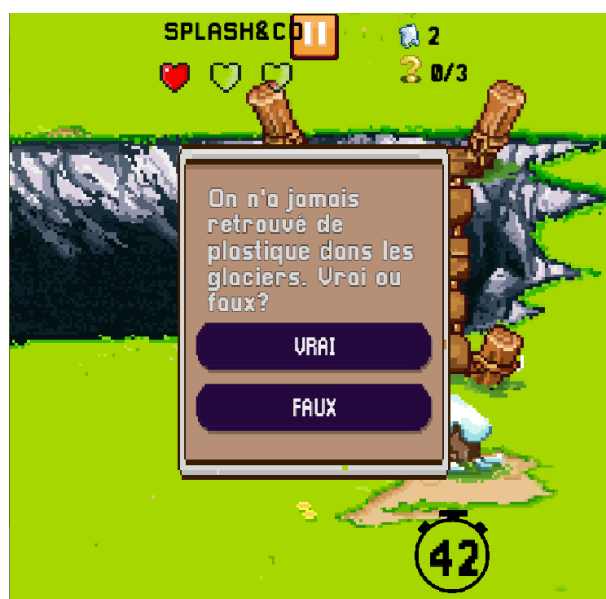 SPLASH&CO
2
0/3
On n'a jamais
retrouvé de
plastique dans les
glaciers. Vrai ou
faux?
VRAI
FAUX
42